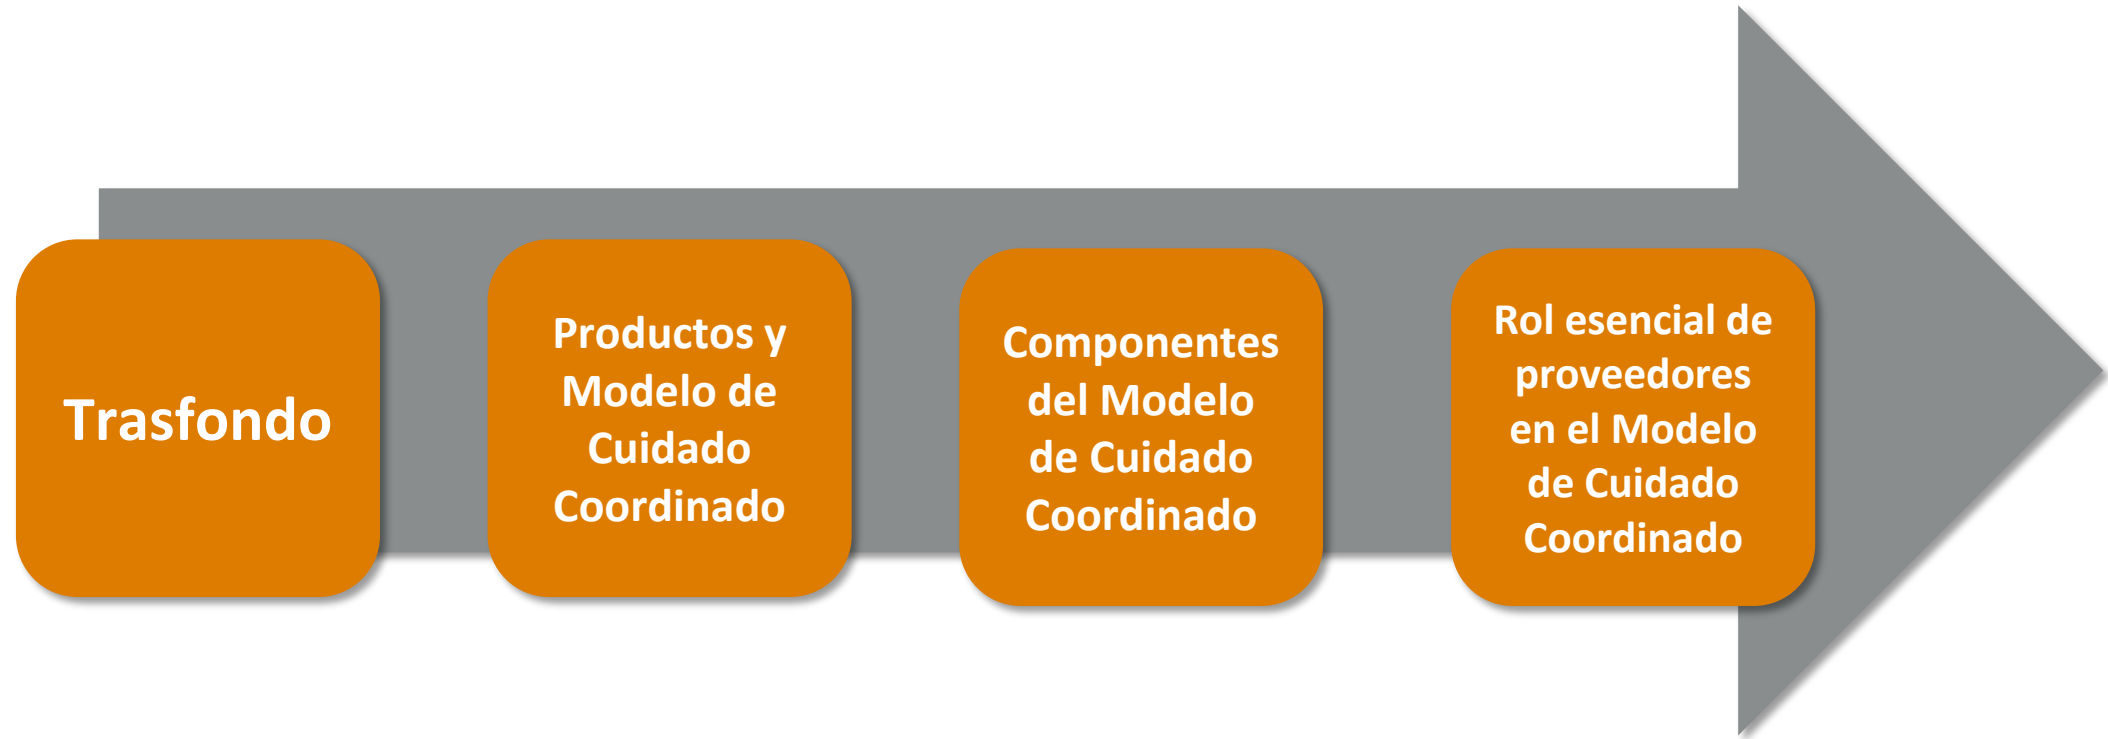 Trasfondo
Productos y
Modelo de
Cuidado
Coordinado
Componentes
del Modelo
de Cuidado
Coordinado
Rol esencial de
proveedores
en el Modelo
de Cuidado
Coordinado